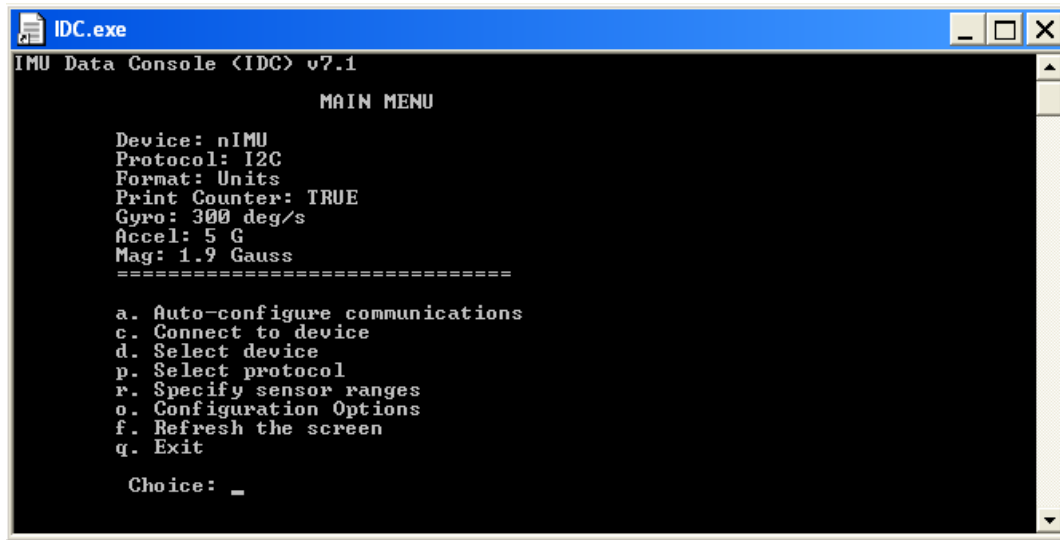 IDC.exe
IMU Data Console (IDC) v7.1
MAIN MENU
Device: nIMU
Protocol: I2C
Format: Units
Print Counter: TRUE
Gyro: 300 deg/s
Accel: 5 G
Mag: 1.9 Gauss
===============================
a. Auto-configure communications
c. Connect to device
d. Select device
p. Select protocol
r. Specify sensor ranges
o. Configuration Options
f. Refresh the screen
q. Exit
Choice: _